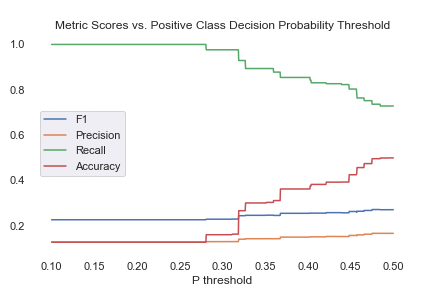 Metric Scores vs. Positive Class Decision Probability Threshold
1.0
0.8
0.6
0.4
0.2
F1
Precision
Recall
Accuracy
0.10 0.15 0.20 0.25 0.30 0.35 0.40 0.45 0.50
P threshold